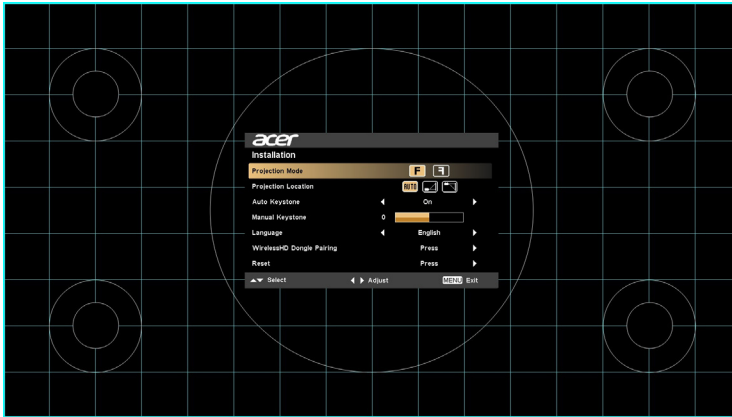 acer
Installation
Projection Mode F F
Projection Location AUTO
Auto Keystone On
Manual Keystone 0
Language English
WirelessHD Dongle Pairing Press
Reset Press
Select Adjust MENU Exit